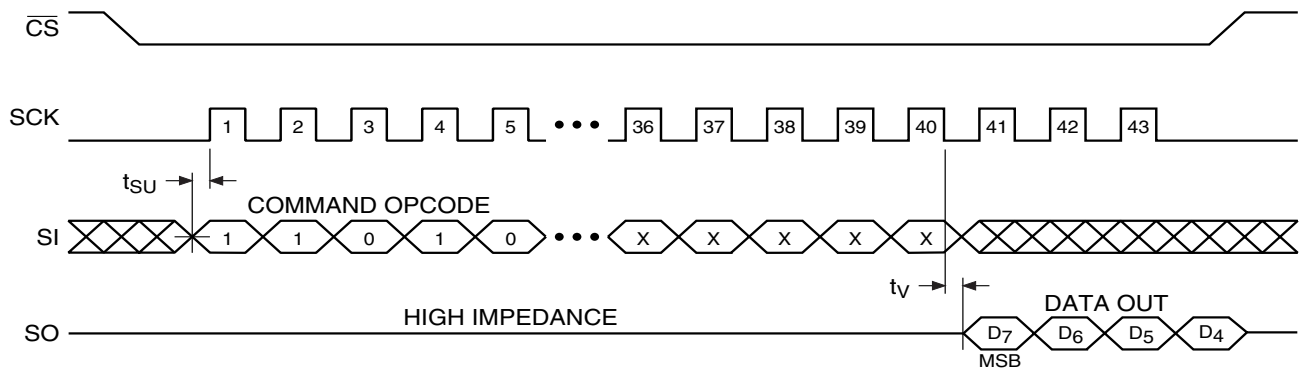 CS
SCK
1 2 3 4 5 ••• 36 37 38 39 40 41 42 43
tSU
COMMAND OPCODE
SI
1 1 0 1 0 ••• X X X X X
tV
HIGH IMPEDANCE
DATA OUT
SO
D7 D6 D5 D4
MSB